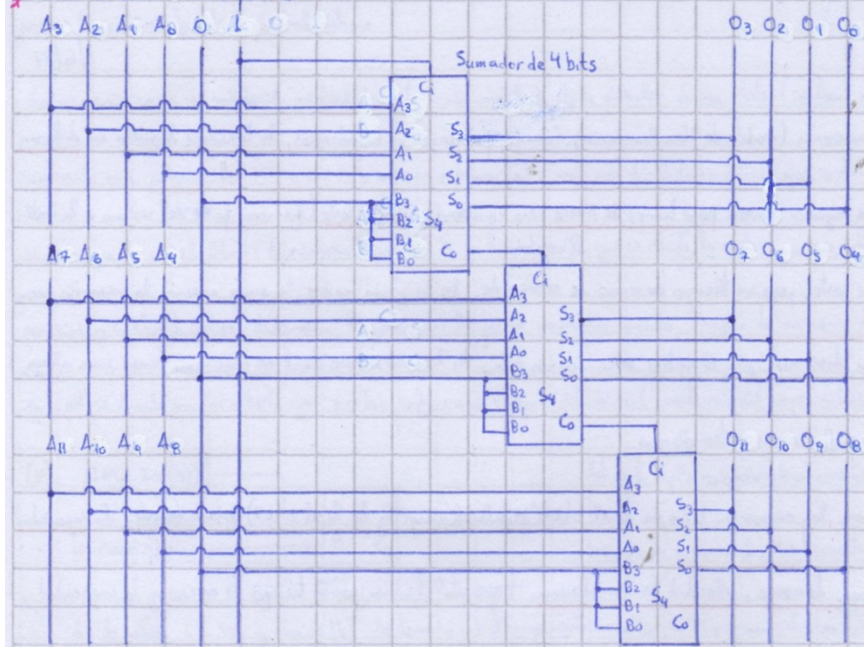 A3 A2 A1 A0 0 1 O3 O2 O1 O0
Sumador de 4 bits
Ci
A3
A2 S3
A1 S2
A0 S1
B3 S0
B2 S4
B1
B0 Co
A7 A6 A5 A4 O7 O6 O5 O4
Ci
A3
A2 S3
A1 S2
A0 S1
B3 S0
B2 S4
B1
B0 Co
A11 A10 A9 A8 O11 O10 O9 O8
Ci
A3
A2 S3
A1 S2
A0 S1
B3 S0
B2 S4
B1
B0 Co